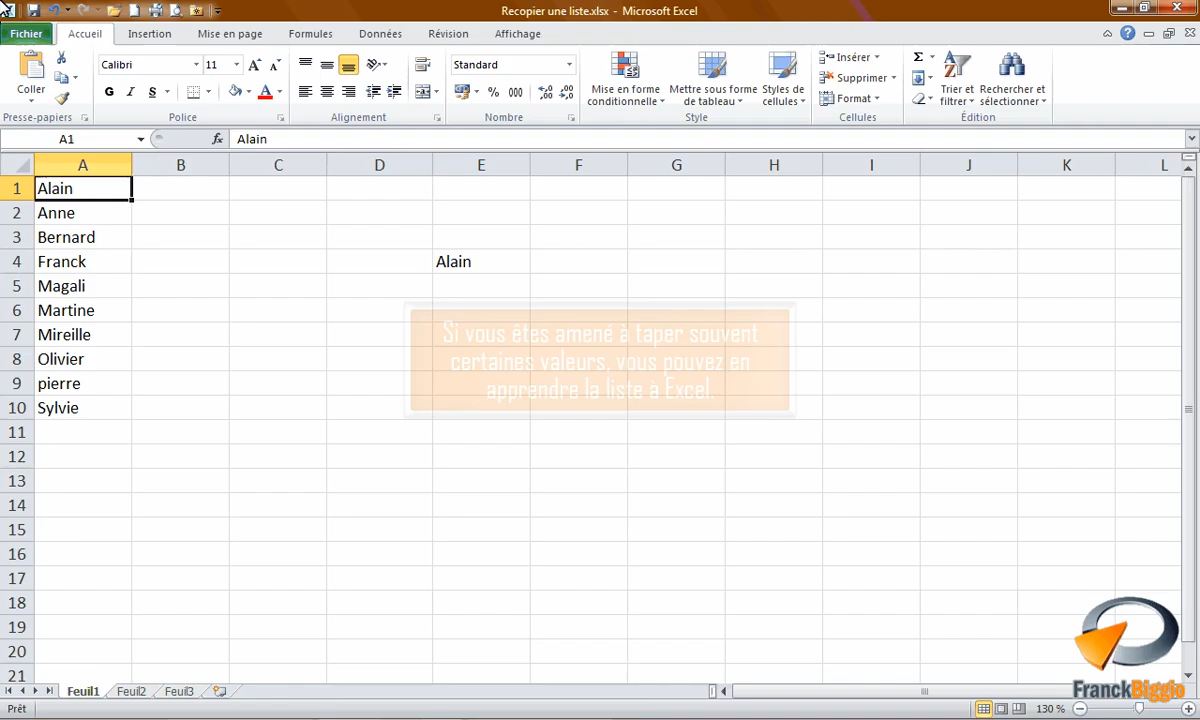 Recopier une liste.xlsx - Microsoft Excel
Fichier Accueil Insertion Mise en page Formules Données Révision Affichage
Coller
Presse-papiers
Calibri 11
G I S
Police
Alignement
Standard
% 000
Nombre
Mise en forme conditionnelle
Mettre sous forme de tableau
Styles de cellules
Style
Insérer
Supprimer
Format
Cellules
Σ
Trier et filtrer
Rechercher et sélectionner
Édition
A1 fx Alain
A B C D E F G H I J K L
1 Alain
2 Anne
3 Bernard
4 Franck Alain
5 Magali
6 Martine
7 Mireille
8 Olivier
9 pierre
10 Sylvie
11
12
13
14
15
16
17
18
19
20
21
Si vous êtes amené à taper souvent
certaines valeurs, vous pouvez en
apprendre la liste à Excel.
FranckBiggio
Feuil1 Feuil2 Feuil3
Prêt 130 %